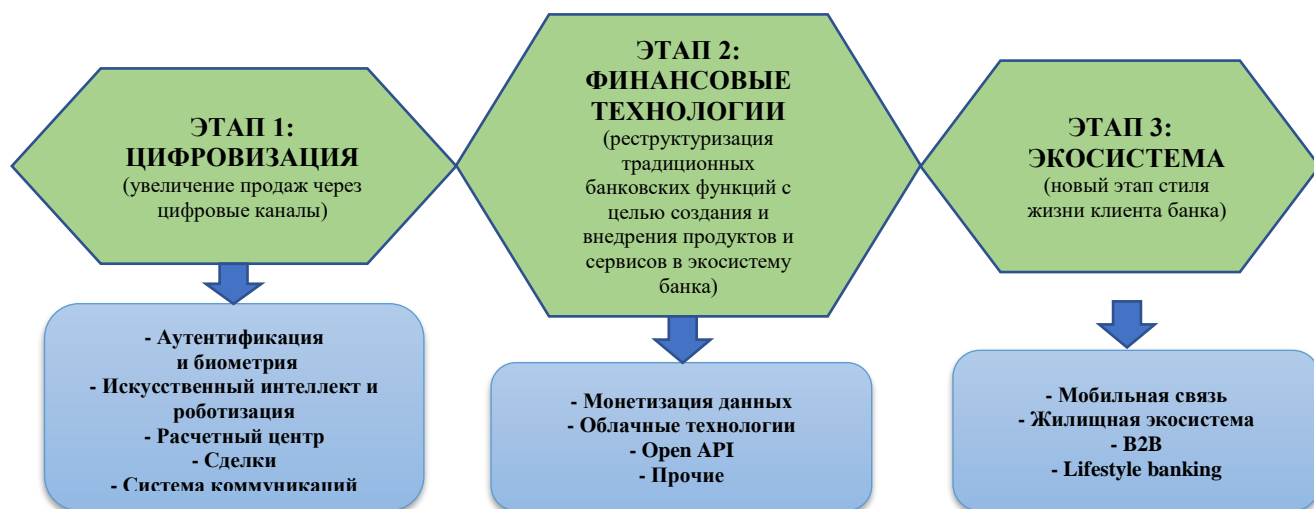 ЭТАП 1:
ЦИФРОВИЗАЦИЯ
(увеличение продаж через
цифровые каналы)
- Аутентификация
и биометрия
- Искусственный интеллект и
роботизация
- Расчетный центр
- Сделки
- Система коммуникаций
ЭТАП 2:
ФИНАНСОВЫЕ
ТЕХНОЛОГИИ
(реструктуризация
традиционных
банковских функций с
целью создания и
внедрения продуктов и
сервисов в экосистему
банка)
- Монетизация данных
- Облачные технологии
- Open API
- Прочие
ЭТАП 3:
ЭКОСИСТЕМА
(новый этап стиля
жизни клиента банка)
- Мобильная связь
- Жилищная экосистема
- B2B
- Lifestyle banking